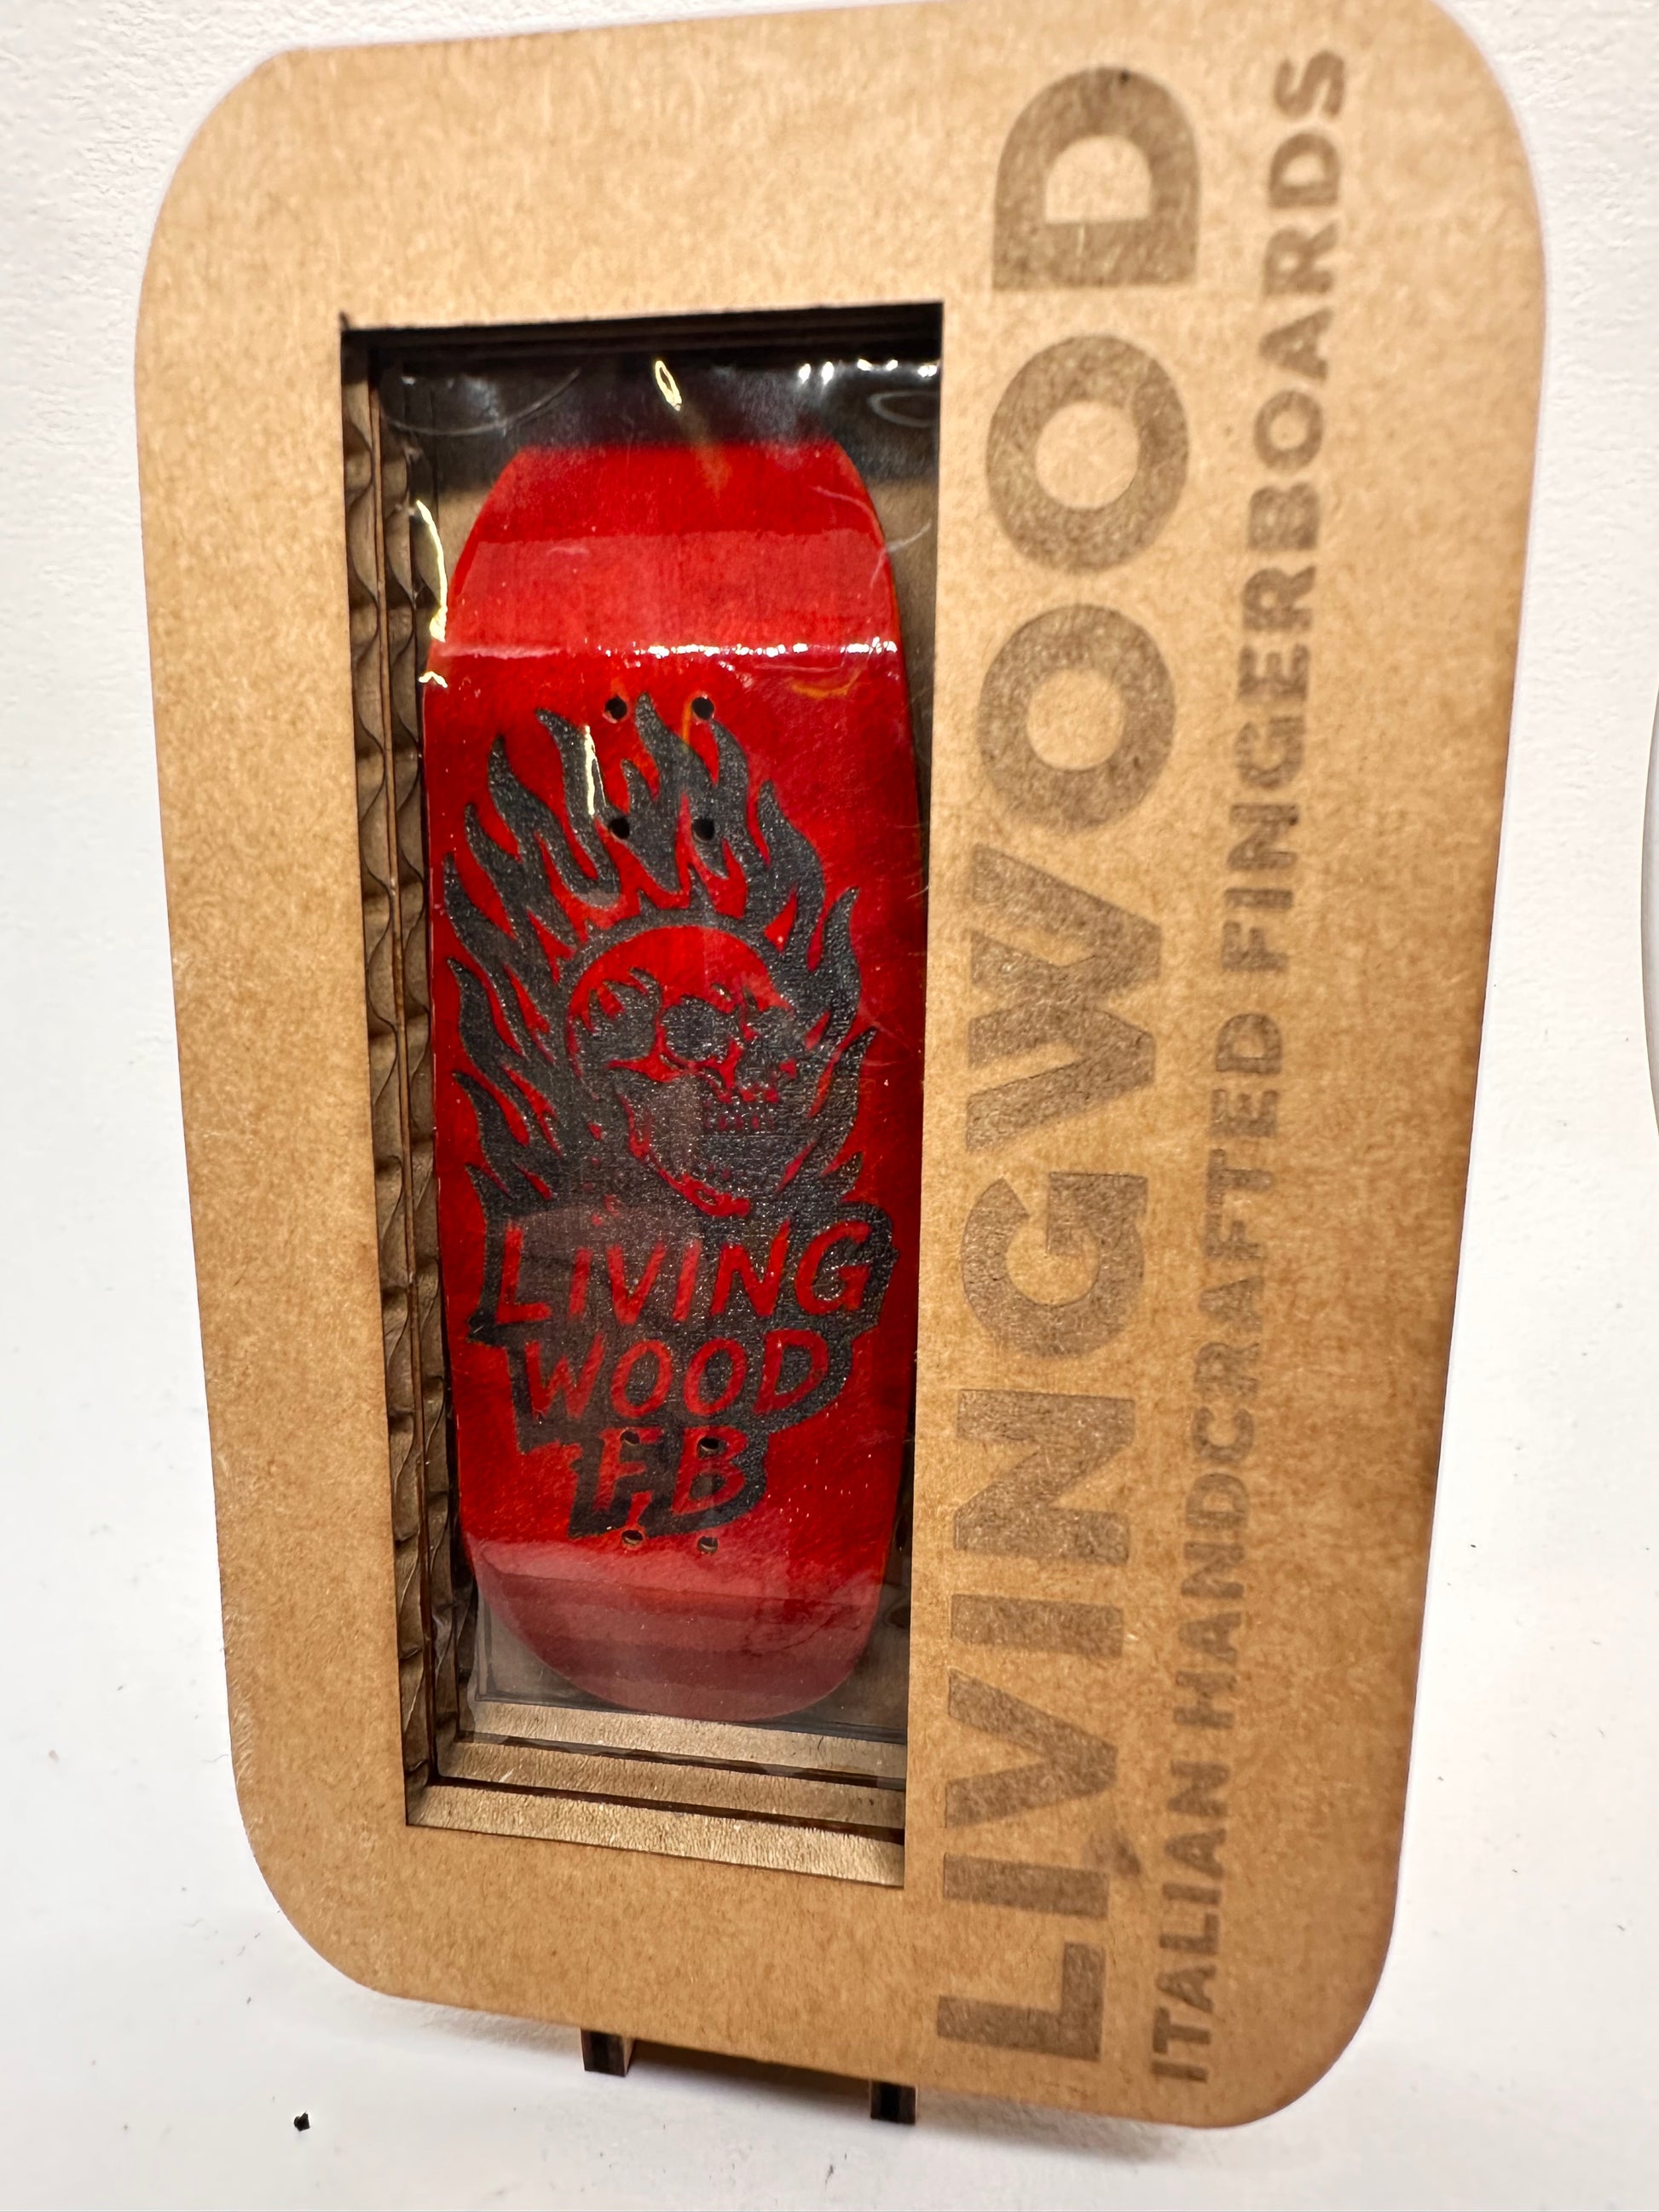 LIVING
WOOD
FB
LIVINGWOOD
ITALIAN HANDCRAFTED FINGERBOARDS